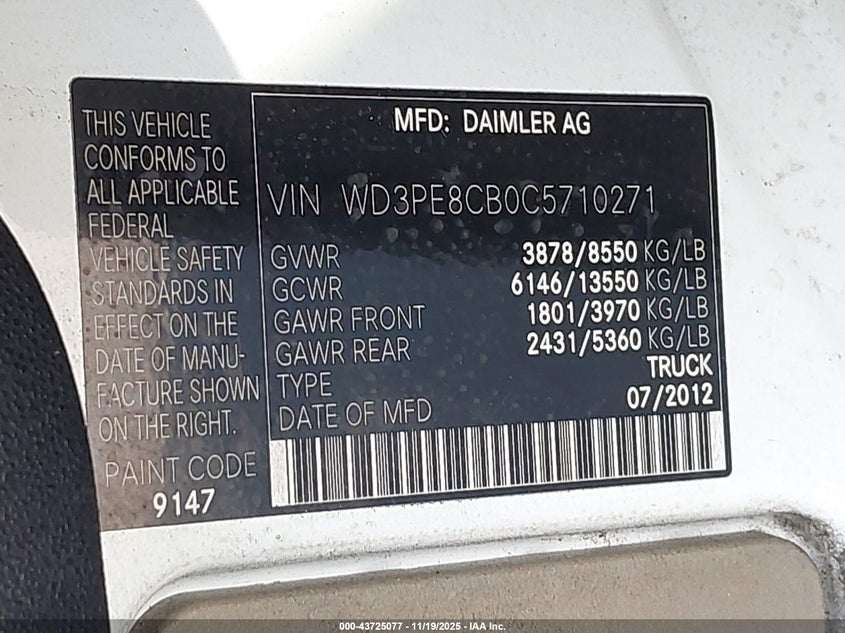 THIS VEHICLE
CONFORMS TO
ALL APPLICABLE
FEDERAL
VEHICLE SAFETY
STANDARDS IN
EFFECT ON THE
DATE OF MANU-
FACTURE SHOWN
ON THE RIGHT.
PAINT CODE
9147
MFD: DAIMLER AG
VIN WD3PE8CB0C5710271
GVWR 3878/8550 KG/LB
GCWR 6146/13550 KG/LB
GAWR FRONT 1801/3970 KG/LB
GAWR REAR 2431/5360 KG/LB
TYPE TRUCK
DATE OF MFD 07/2012
000-43725077 - 11/19/2025 - IAA Inc.